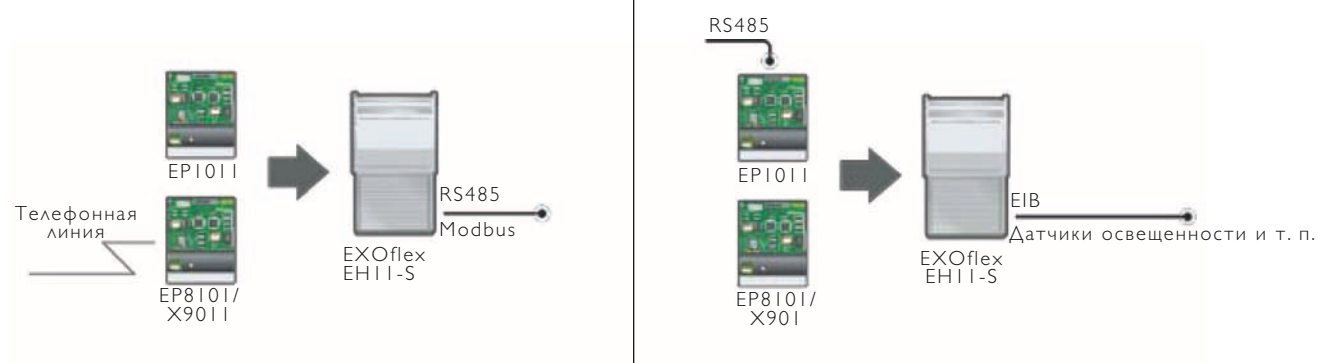 EP1011
Телефонная
линия
EP8101/
X9011
RS485
Modbus
EXOflex
EH11-S
RS485
EP1011
EP8101/
X901
EIB
Датчики освещенности и т. п.
EXOflex
EH11-S